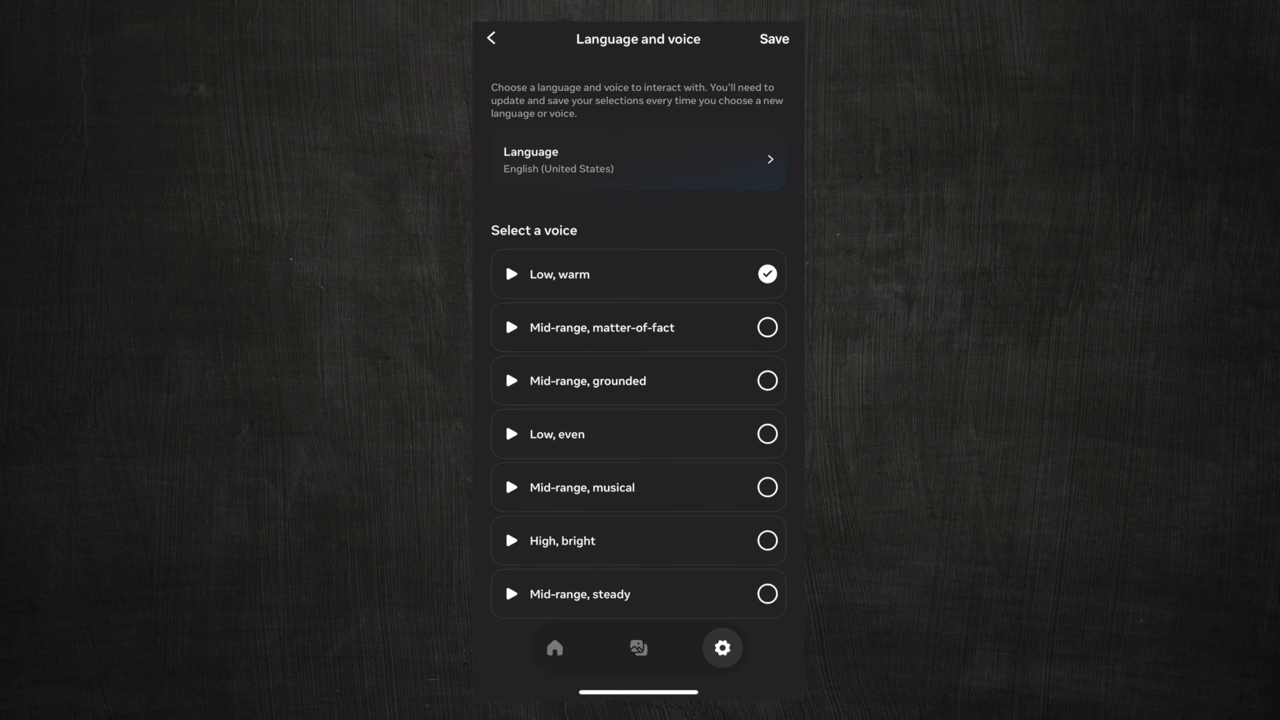 Language and voice
Save
Choose a language and voice to interact with. You'll need to
update and save your selections every time you choose a new
language or voice.
Language
English (United States)
Select a voice
Low, warm
Mid-range, matter-of-fact
Mid-range, grounded
Low, even
Mid-range, musical
High, bright
Mid-range, steady